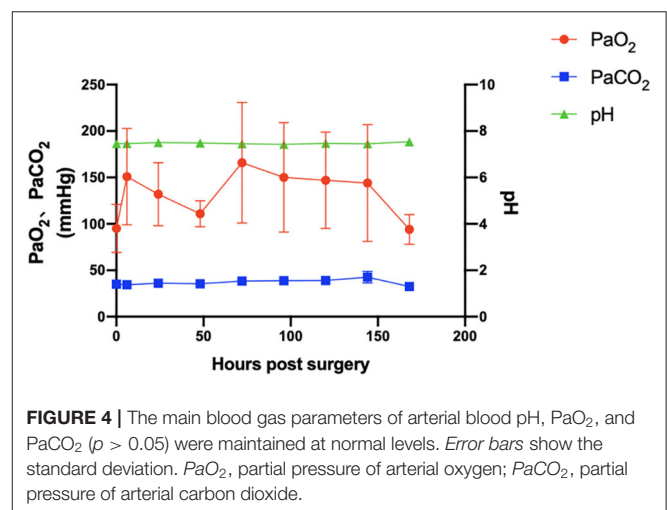 PaO2
PaCO2
pH
250
200
150
100
50
0
PaO2、PaCO2
(mmHg)
10
8
6
4
2
0
pH
0
50
100
150
200
Hours post surgery
FIGURE 4 | The main blood gas parameters of arterial blood pH, PaO2, and
PaCO2 (p > 0.05) were maintained at normal levels. Error bars show the
standard deviation. PaO2, partial pressure of arterial oxygen; PaCO2, partial
pressure of arterial carbon dioxide.